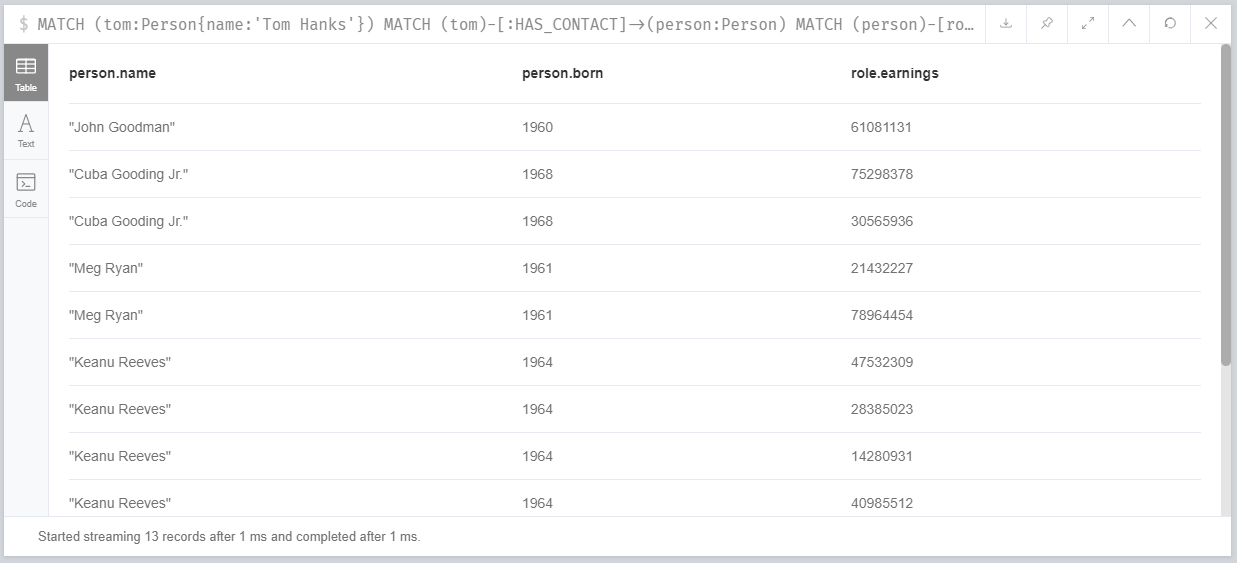 $ MATCH (tom:Person{name:'Tom Hanks'}) MATCH (tom)-[:HAS_CONTACT]->(person:Person) MATCH (person)-[ro…
Table
Text
Code
person.name person.born role.earnings
"John Goodman" 1960 61081131
"Cuba Gooding Jr." 1968 75298378
"Cuba Gooding Jr." 1968 30565936
"Meg Ryan" 1961 21432227
"Meg Ryan" 1961 78964454
"Keanu Reeves" 1964 47532309
"Keanu Reeves" 1964 28385023
"Keanu Reeves" 1964 14280931
"Keanu Reeves" 1964 40985512
Started streaming 13 records after 1 ms and completed after 1 ms.